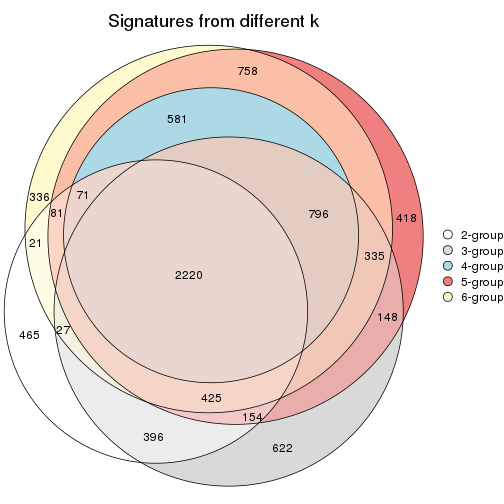 Signatures from different k
758
581
336
71
81
796
418
21
335
2220
148
465
27
425
154
396
622
2-group
3-group
4-group
5-group
6-group